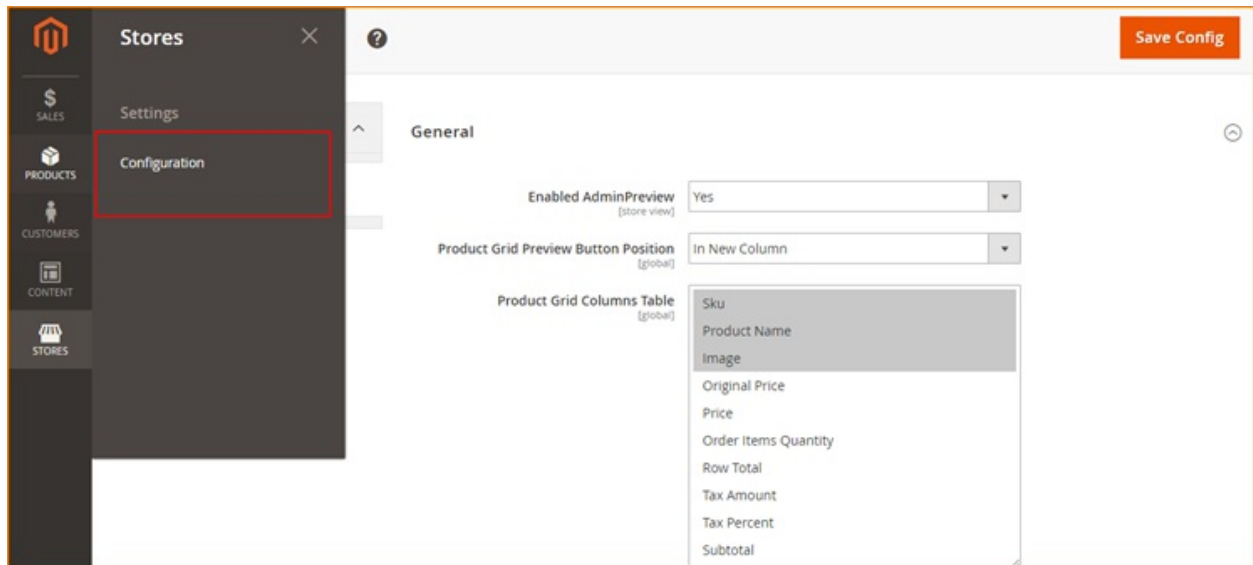 Stores
Save Config
SALES
PRODUCTS
CUSTOMERS
CONTENT
STORES
Settings
Configuration
General
Enabled AdminPreview
[store view]
Yes
Product Grid Preview Button Position
[global]
In New Column
Product Grid Columns Table
[global]
Sku
Product Name
Image
Original Price
Price
Order Items Quantity
Row Total
Tax Amount
Tax Percent
Subtotal